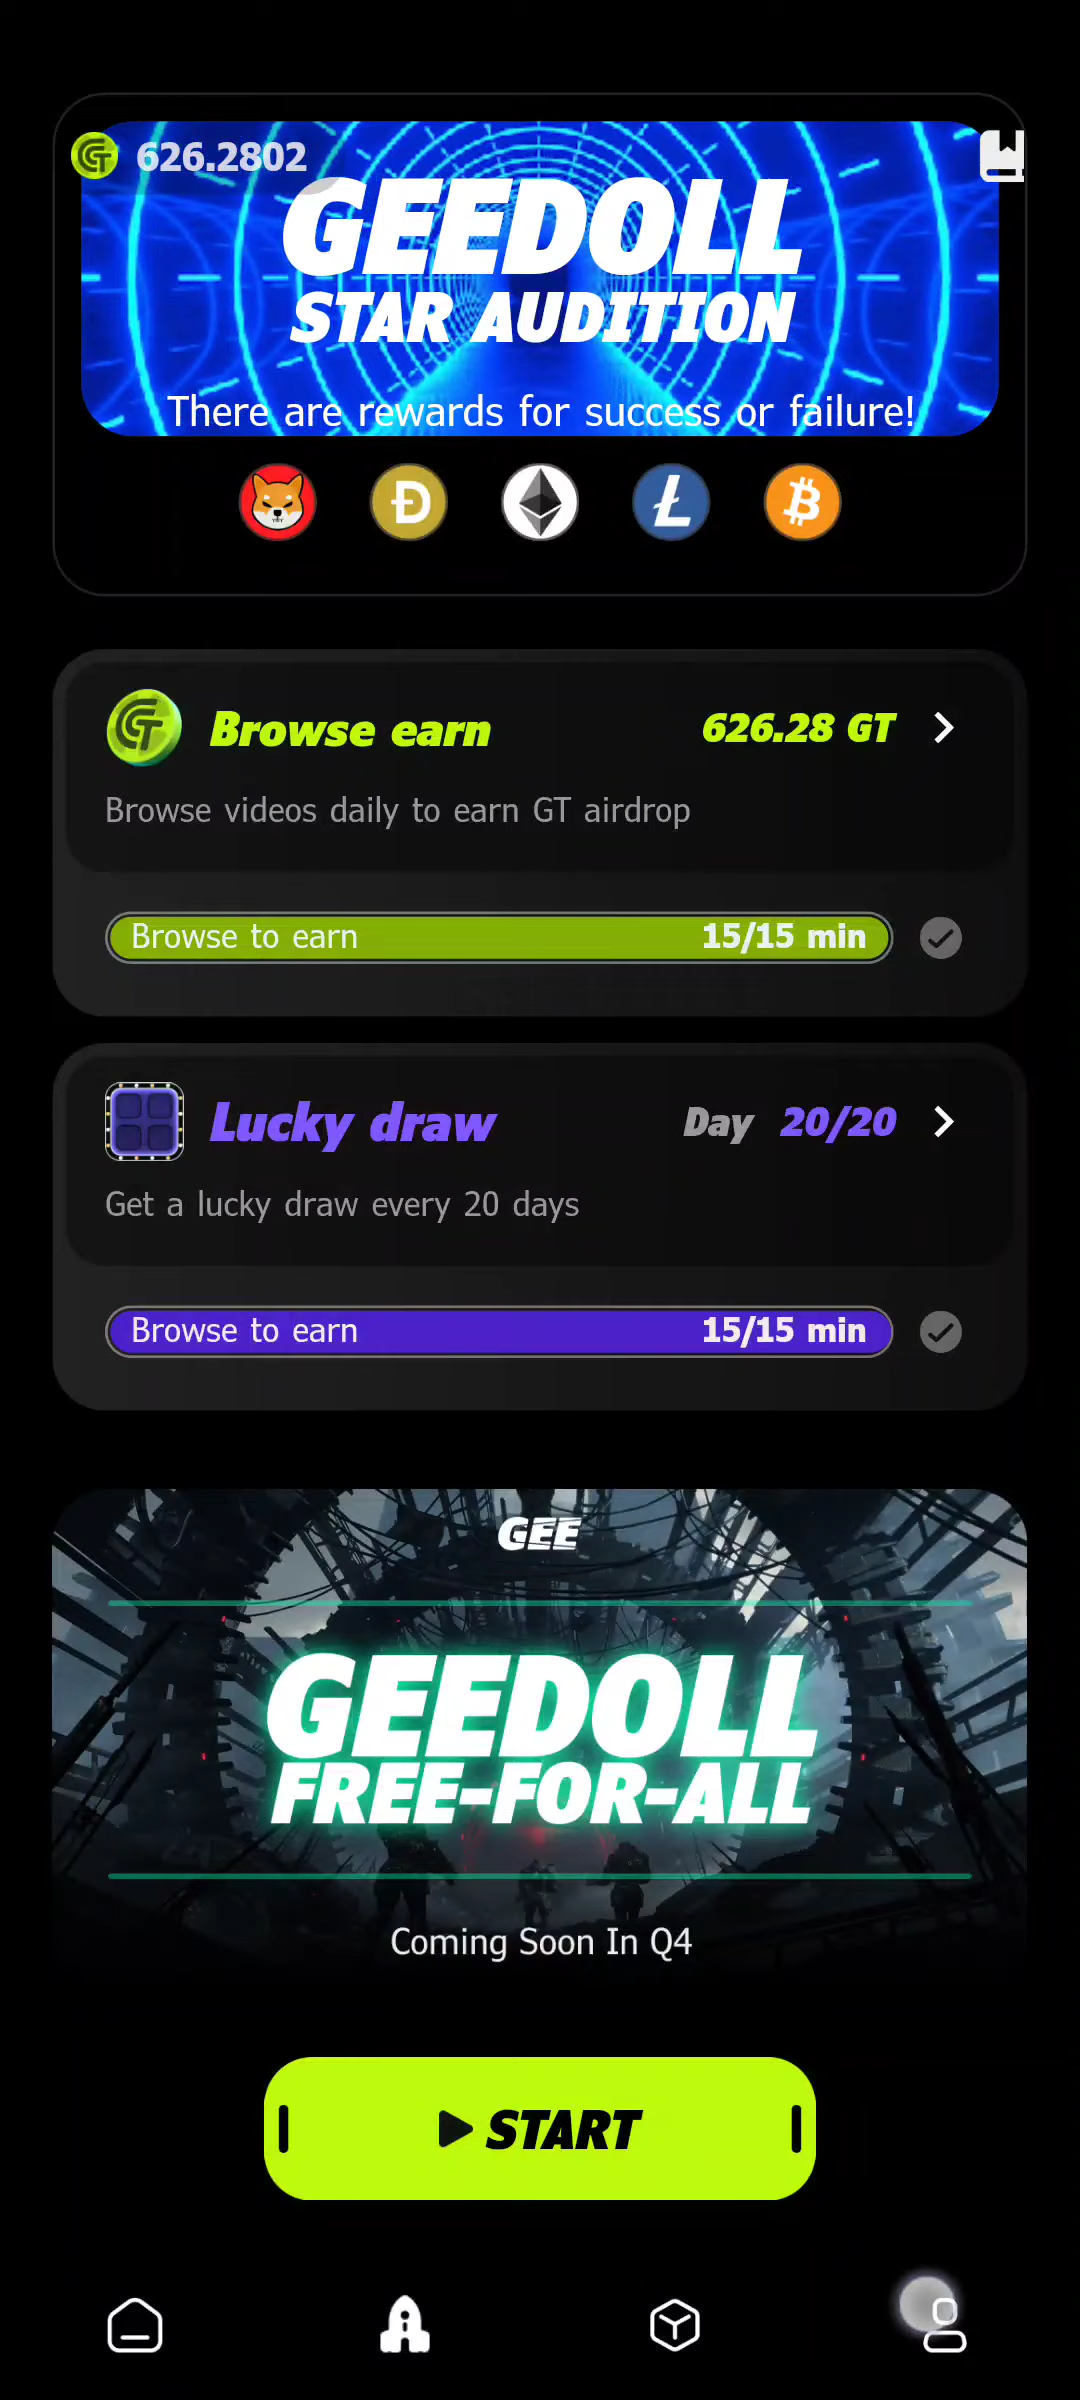 626.2802
GEEDOLL
STAR AUDITION
There are rewards for success or failure!
Browse earn 626.28 GT
Browse videos daily to earn GT airdrop
Browse to earn 15/15 min
Lucky draw Day 20/20
Get a lucky draw every 20 days
Browse to earn 15/15 min
GEE
GEEDOLL
FREE-FOR-ALL
Coming Soon In Q4
START